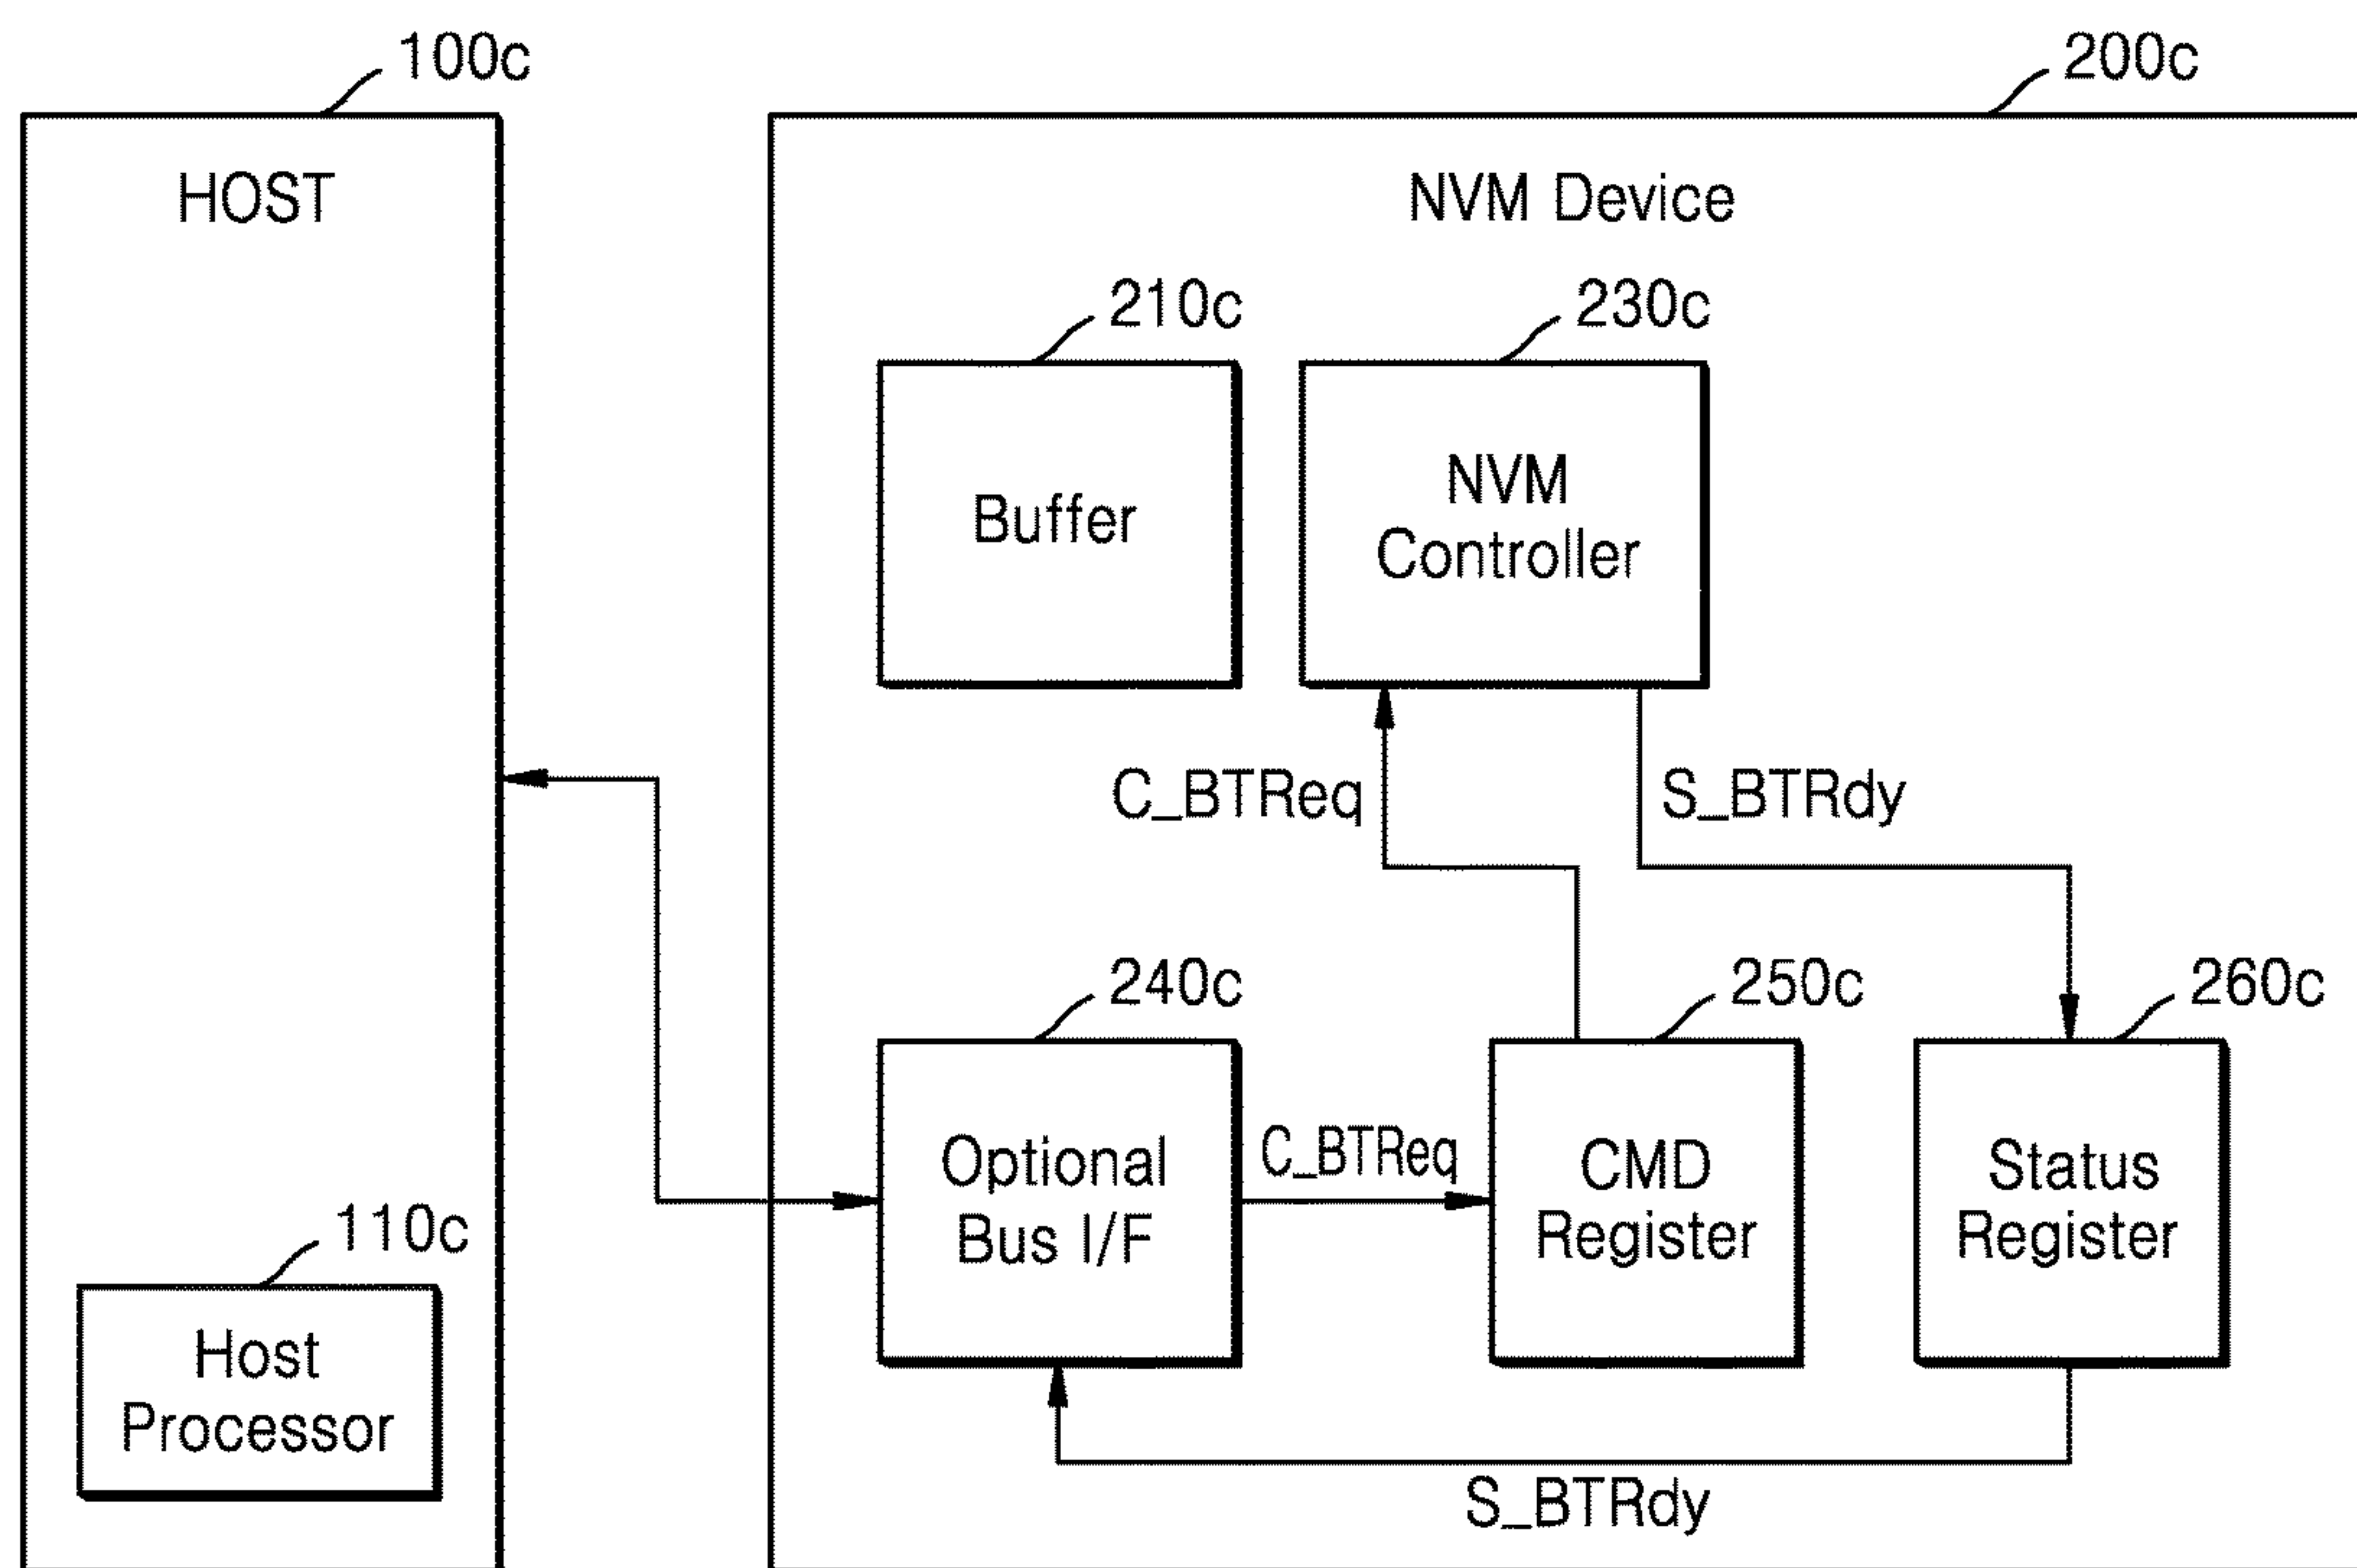 100c
200c
HOST
NVM Device
210c
230c
Buffer
NVM
Controller
C_BTReq
S_BTRdy
240c
250c
260c
Optional
Bus I/F
C_BTReq
CMD
Register
Status
Register
110c
Host
Processor
S_BTRdy